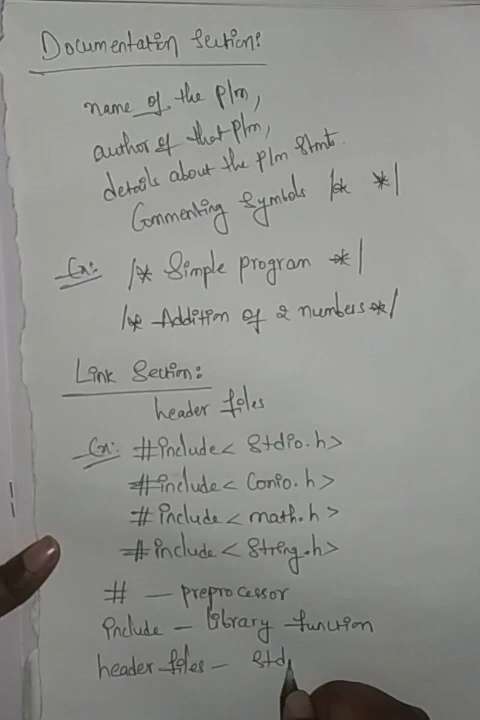 Documentation Section:
name of the p/m,
author of that p/m,
details about the p/m stmts.
Commenting Symbols /* */
Ex: /* Simple program */
/* Addition of 2 numbers */
Link Section:
header files
Ex: #include< Stdio.h>
#include< Conio.h>
#include< math.h>
#include< String.h>
# — preprocessor
include — library function
header files — Std